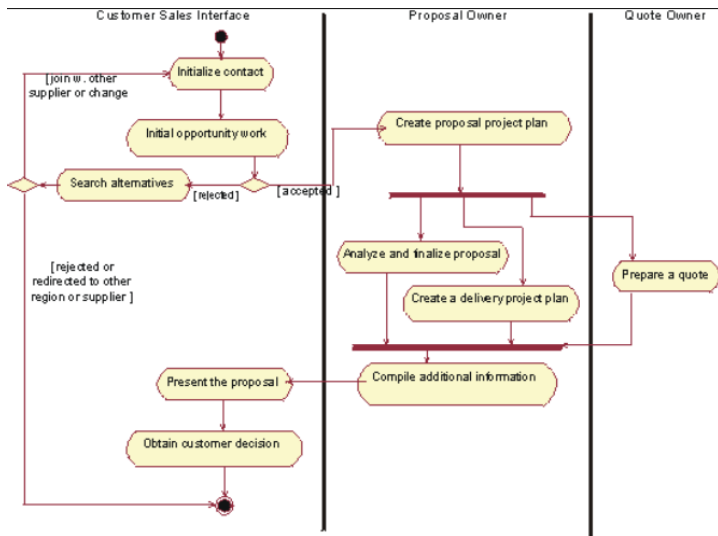 Customer Sales Interface
Proposal Owner
Quote Owner
Initialize contact
[join w. other
supplier or change
Initial opportunity work
Create proposal project plan
Search alternatives
[rejected]
[accepted ]
[rejected or
redirected to other
region or supplier ]
Analyze and finalize proposal
Prepare a quote
Create a delivery project plan
Present the proposal
Compile additional information
Obtain customer decision